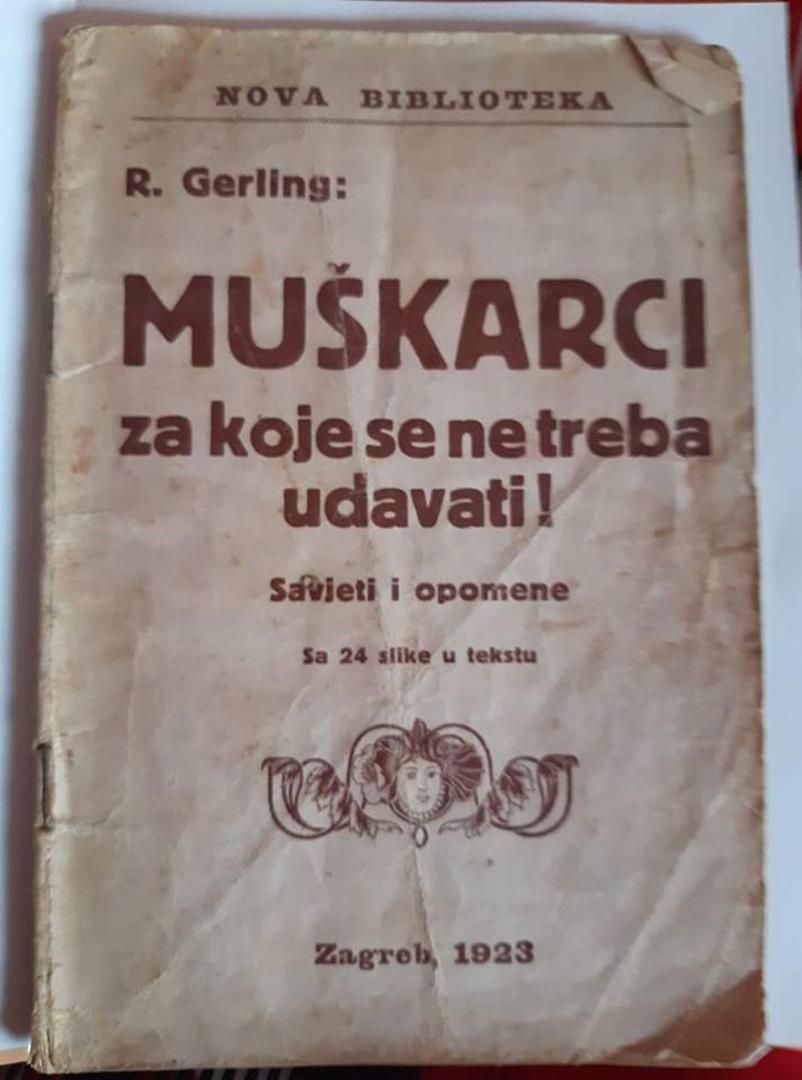 NOVA BIBLIOTEKA
R. Gerling:
MUŠKARCI
za koje se ne treba
udavati!
Savjeti i opomene
Sa 24 slike u tekstu
Zagreb, 1923